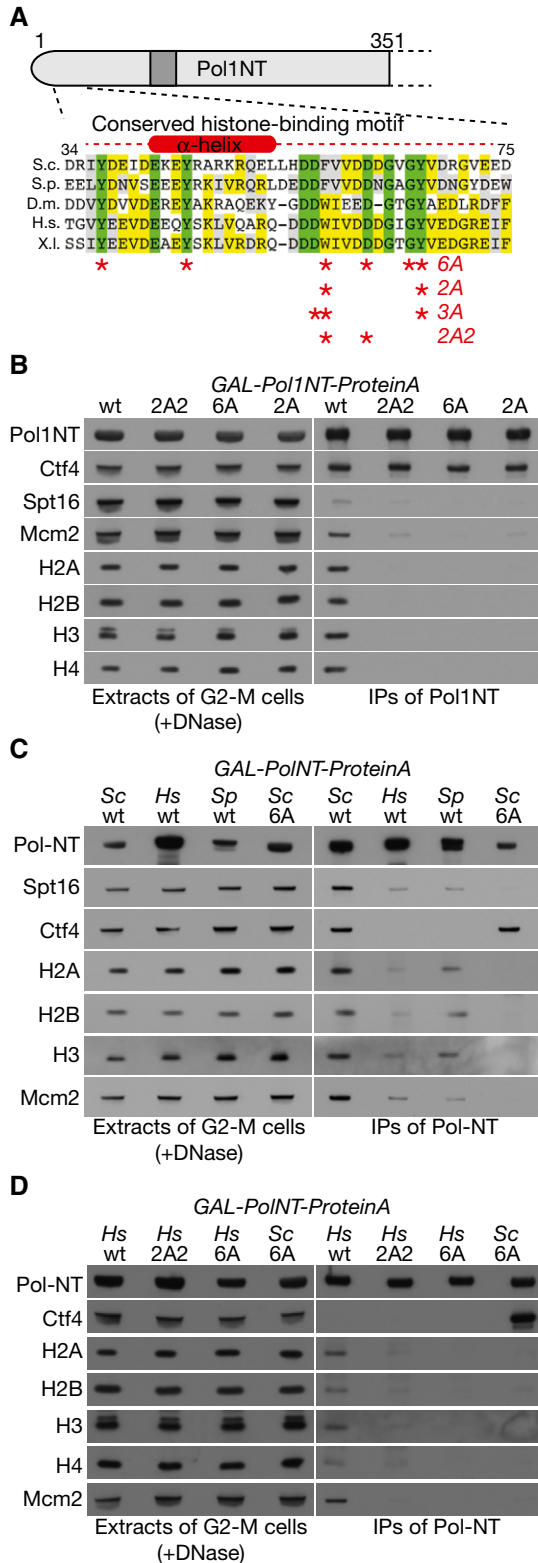 A
1
351
Pol1NT
Conserved histone-binding motif
34
α-helix
75
S.c. DRIYDEIDEKEYRARKRQELLHDDFVVDDDGVGYVDRGVEED
S.p. EELYDNVSEEEYRKIVRQRLDEDDFVVDDNGAGYVDNGYDEW
D.m. DDVYDVVDEREYAKRAQEKY-GDDWIEED-GTGYAEDLRDFF
H.s. TGVYEEVDEEQYSKLVQARQ-DDDWIVDDDGIGYVEDGREIF
X.l. SSIYEEVDEAEYSKLVRDRQ-DDDWIVDDDGTGYVEDGREIF
* * * * ** 6A
* * 2A
** * 3A
* * 2A2
B
GAL-Pol1NT-ProteinA
wt 2A2 6A 2A wt 2A2 6A 2A
Pol1NT
Ctf4
Spt16
Mcm2
H2A
H2B
H3
H4
Extracts of G2-M cells
(+DNase)
IPs of Pol1NT
C
GAL-PolNT-ProteinA
Sc Hs Sp Sc Sc Hs Sp Sc
wt wt wt 6A wt wt wt 6A
Pol-NT
Spt16
Ctf4
H2A
H2B
H3
Mcm2
Extracts of G2-M cells
(+DNase)
IPs of Pol-NT
D
GAL-PolNT-ProteinA
Hs Hs Hs Sc Hs Hs Hs Sc
wt 2A2 6A 6A wt 2A2 6A 6A
Pol-NT
Ctf4
H2A
H2B
H3
H4
Mcm2
Extracts of G2-M cells
(+DNase)
IPs of Pol-NT